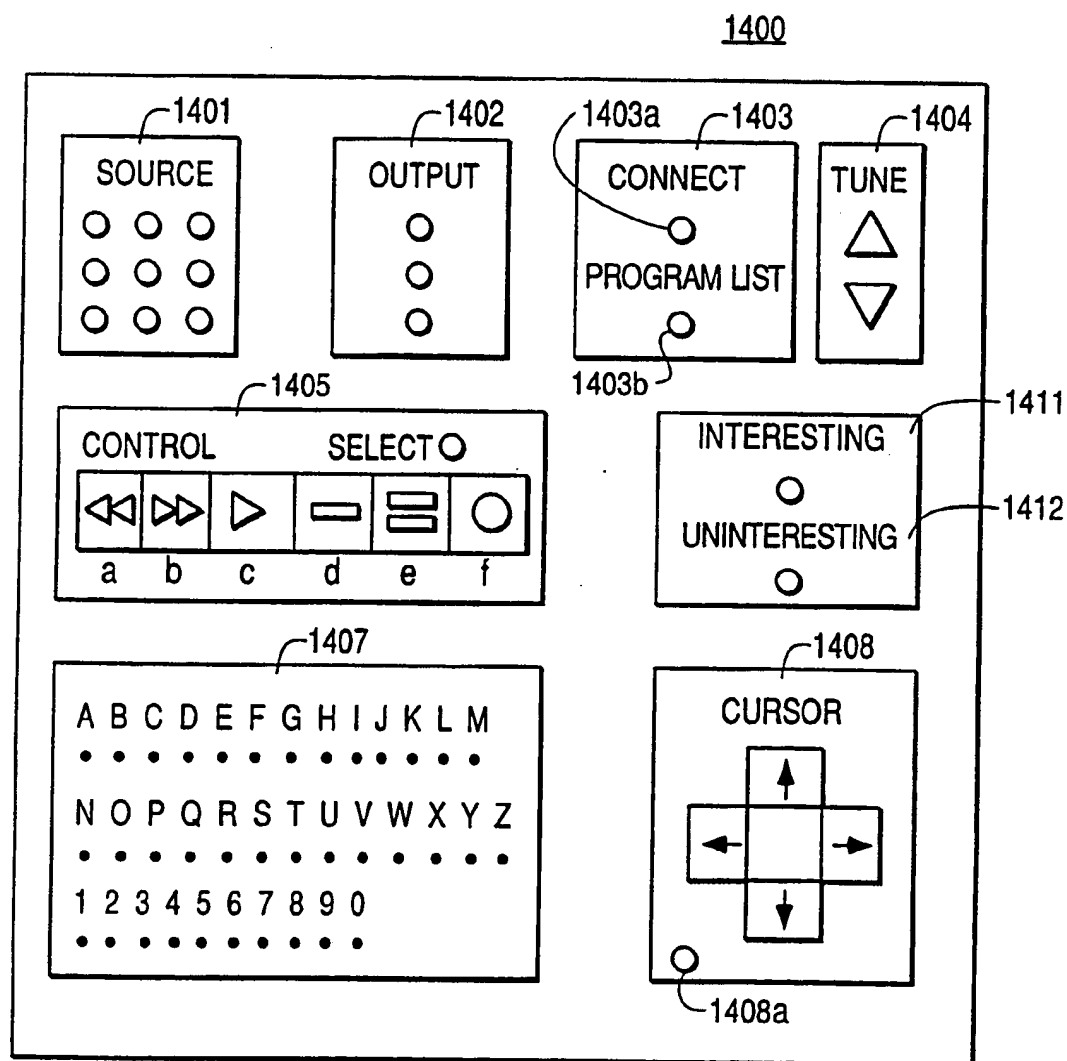 1400
1401
1402
1403a
1403
1404
SOURCE
OUTPUT
CONNECT
TUNE
PROGRAM LIST
1403b
1405
CONTROL SELECT
a b c d e f
1411
INTERESTING
1412
UNINTERESTING
1407
A B C D E F G H I J K L M
N O P Q R S T U V W X Y Z
1 2 3 4 5 6 7 8 9 0
1408
CURSOR
1408a